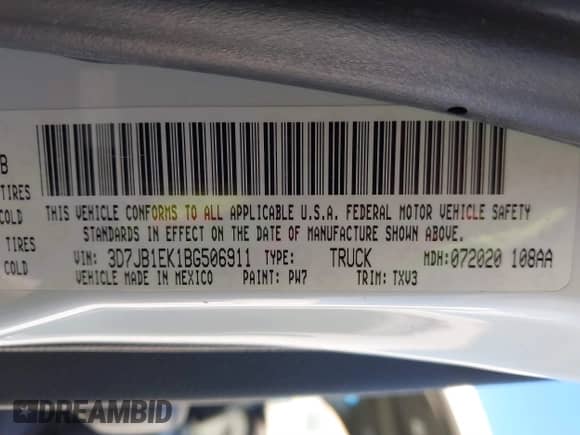 B
TIRES
COLD
TIRES
COLD
THIS VEHICLE CONFORMS TO ALL APPLICABLE U.S.A. FEDERAL MOTOR VEHICLE SAFETY
STANDARDS IN EFFECT ON THE DATE OF MANUFACTURE SHOWN ABOVE.
VIN: 3D7JB1EK1BG506911 TYPE: TRUCK MDH:072020 108AA
VEHICLE MADE IN MEXICO PAINT: PW7 TRIM: TXV3
DREAMBID